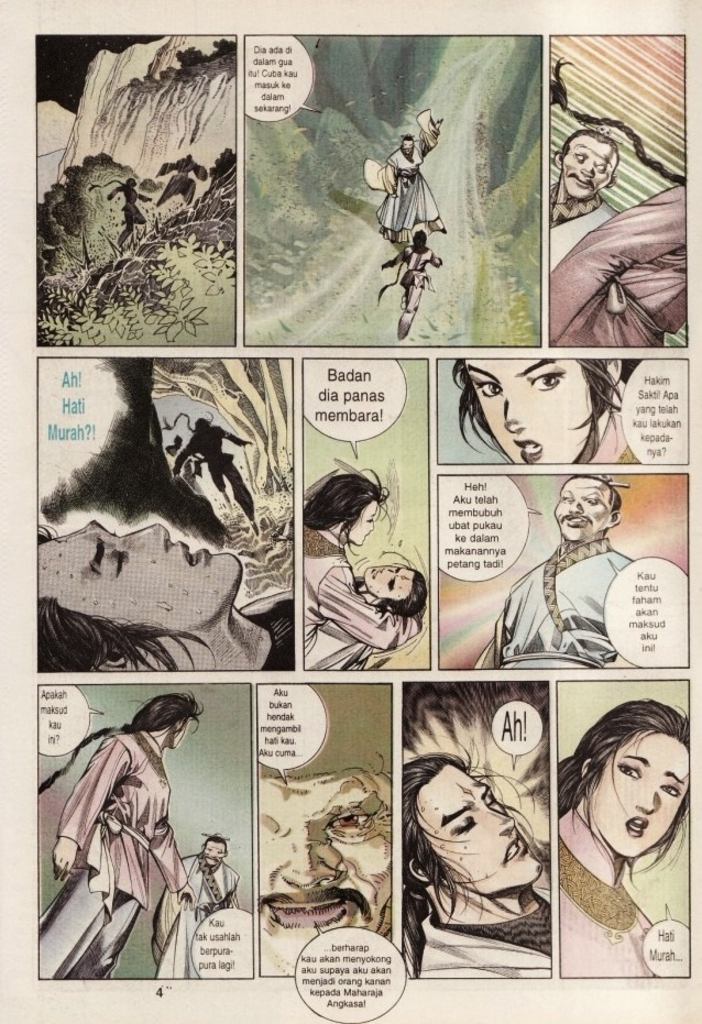 Dia ada di
dalam gua
itu! Cuba kau
masuk ke
dalam
sekarang!
Ah!
Hati
Murah?!
Badan
dia panas
membara!
Hakim
Sakti! Apa
yang telah
kau lakukan
kepada-
nya?
Heh!
Aku telah
membubuh
ubat pukau
ke dalam
makanannya
petang tadi!
Kau
tentu
faham
akan
maksud
aku
ini!
Apakah
maksud
kau
ini?
Kau
tak usahlah
berpura-
pura lagi!
Aku
bukan
hendak
mengambil
hati kau.
Aku cuma...
...berharap
kau akan menyokong
aku supaya aku akan
menjadi orang kanan
kepada Maharaja
Angkasa!
Ah!
Hati
Murah...
4